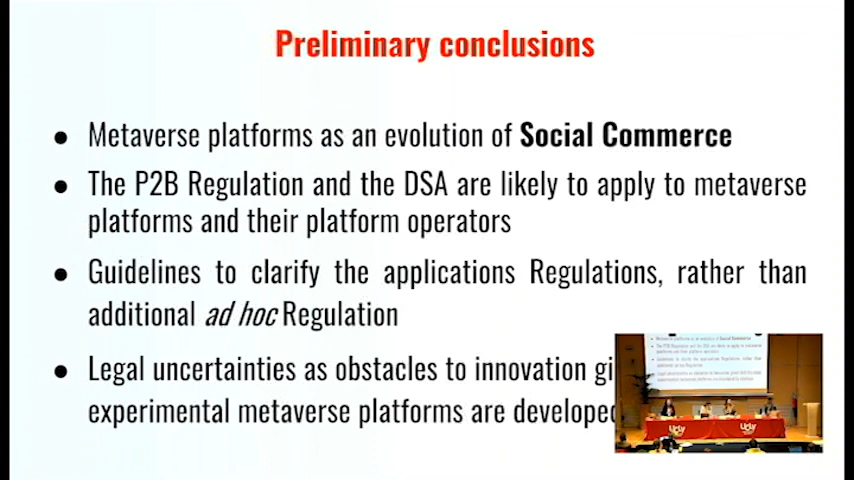 Preliminary conclusions
● Metaverse platforms as an evolution of Social Commerce
● The P2B Regulation and the DSA are likely to apply to metaverse
platforms and their platform operators
● Guidelines to clarify the applications Regulations, rather than
additional ad hoc Regulation
● Legal uncertainties as obstacles to innovation
experimental metaverse platforms are